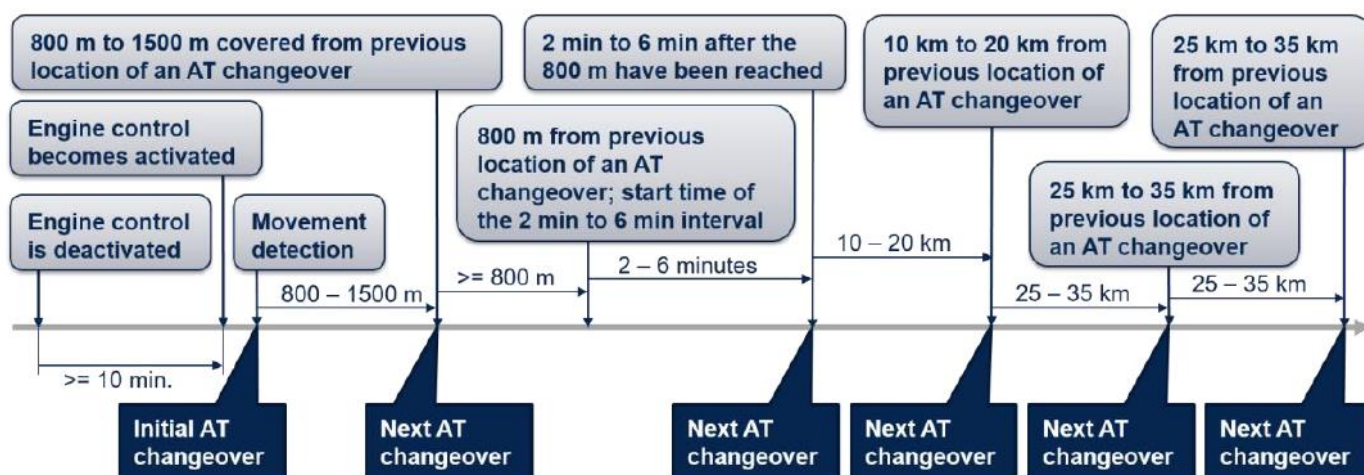 800 m to 1500 m covered from previous
location of an AT changeover
2 min to 6 min after the
800 m have been reached
10 km to 20 km from
previous location of
an AT changeover
25 km to 35 km
from previous
location of an
AT changeover
Engine control
becomes activated
800 m from previous
location of an AT
changeover; start time of
the 2 min to 6 min interval
25 km to 35 km from
previous location of
an AT changeover
Engine control
is deactivated
Movement
detection
800 – 1500 m
>= 800 m
2 – 6 minutes
10 – 20 km
25 – 35 km
25 – 35 km
>= 10 min.
Initial AT
changeover
Next AT
changeover
Next AT
changeover
Next AT
changeover
Next AT
changeover
Next AT
changeover